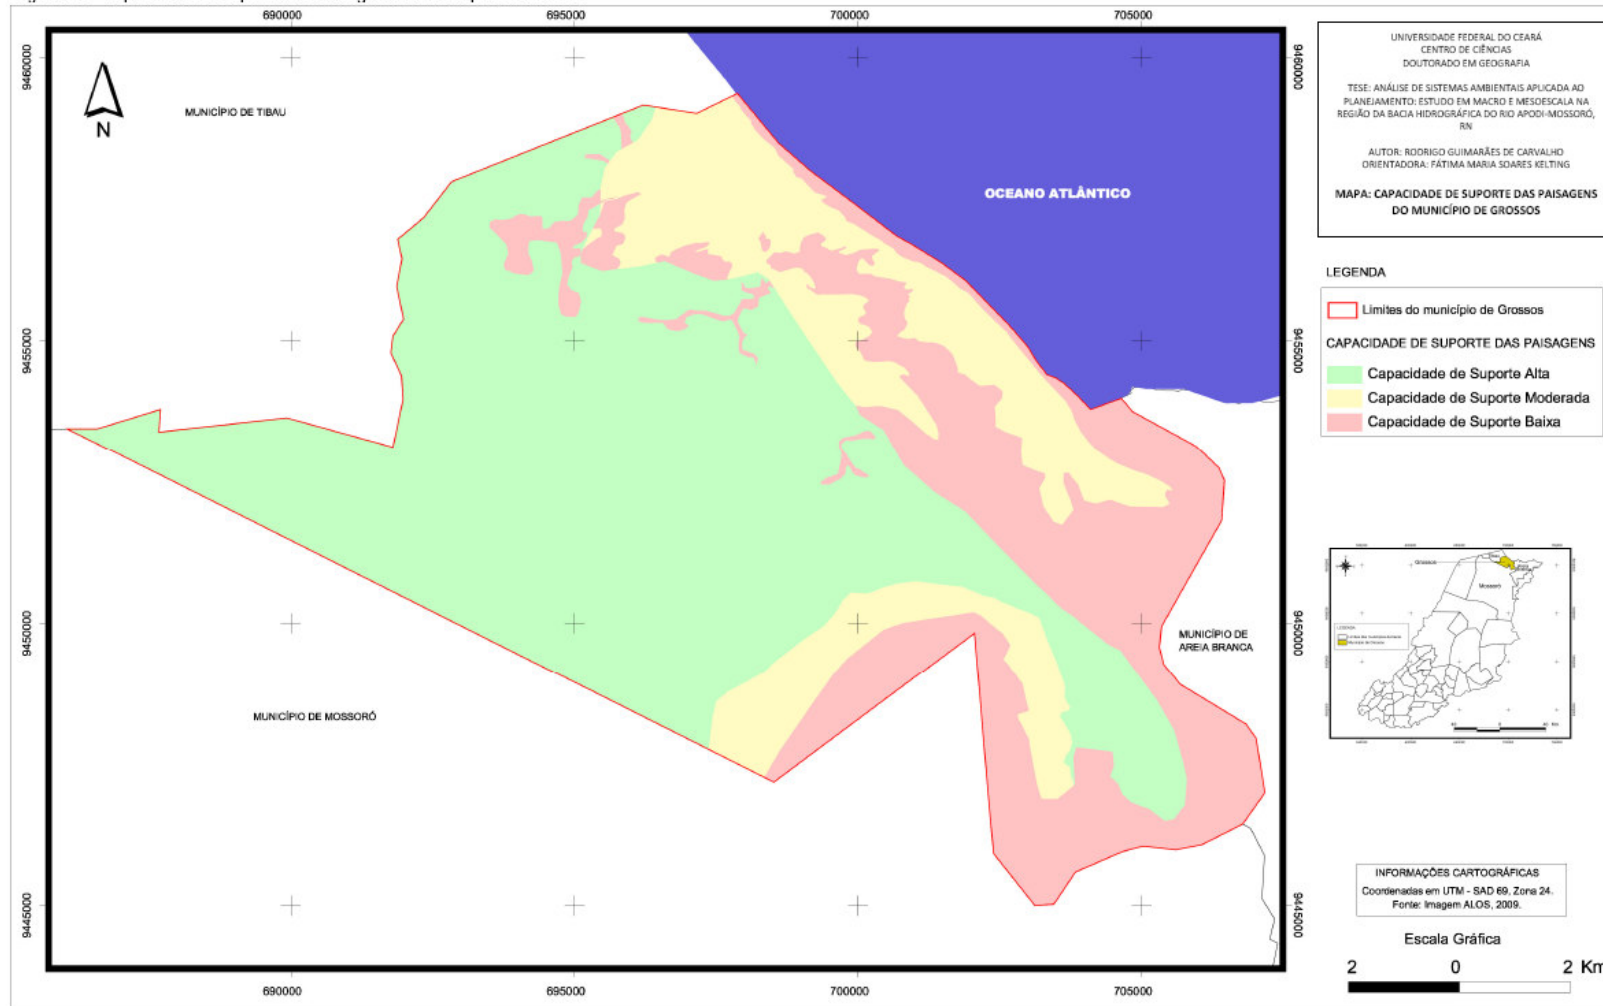 690000 695000 700000 705000
9460000 9460000
N
MUNICÍPIO DE TIBAU
OCEANO ATLÂNTICO
9455000 9455000
9450000 9450000
MUNICÍPIO DE
AREIA BRANCA
MUNICÍPIO DE MOSSORÓ
9445000 9445000
690000 695000 700000 705000
UNIVERSIDADE FEDERAL DO CEARÁ
CENTRO DE CIÊNCIAS
DOUTORADO EM GEOGRAFIA
TESE: ANÁLISE DE SISTEMAS AMBIENTAIS APLICADA AO
PLANEJAMENTO: ESTUDO EM MACRO E MESOESCALA NA
REGIÃO DA BACIA HIDROGRÁFICA DO RIO APODI-MOSSORÓ,
RN
AUTOR: RODRIGO GUIMARÃES DE CARVALHO
ORIENTADORA: FÁTIMA MARIA SOARES KELTING
MAPA: CAPACIDADE DE SUPORTE DAS PAISAGENS
DO MUNICÍPIO DE GROSSOS
LEGENDA
Limites do município de Grossos
CAPACIDADE DE SUPORTE DAS PAISAGENS
Capacidade de Suporte Alta
Capacidade de Suporte Moderada
Capacidade de Suporte Baixa
Grossos
Mossoró
LEGENDA
INFORMAÇÕES CARTOGRÁFICAS
Coordenadas em UTM - SAD 69, Zona 24.
Fonte: Imagem ALOS, 2009.
Escala Gráfica
2 0 2 Km